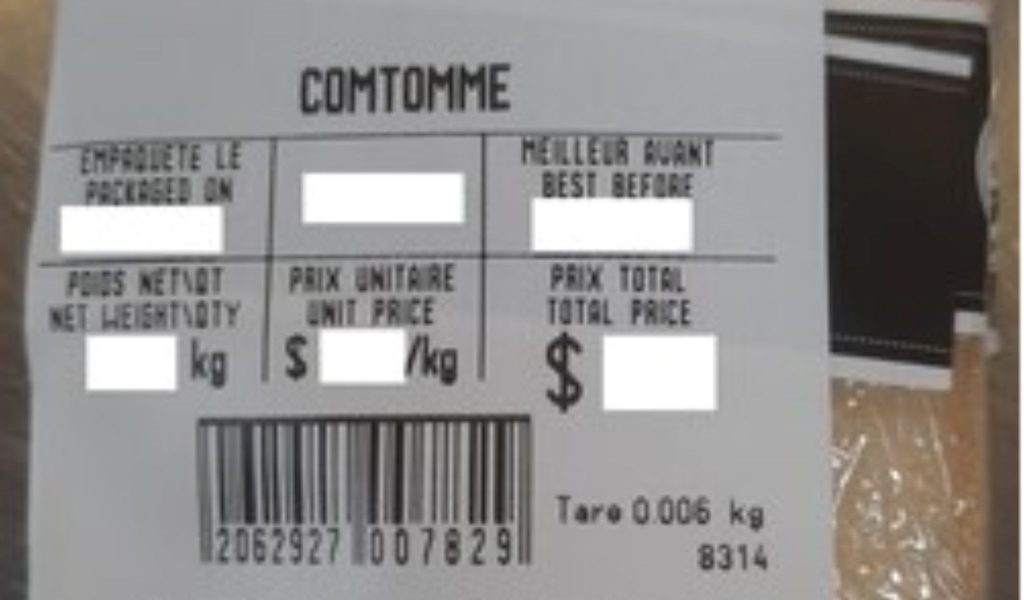 COMTOMME
EMPAQUETE LE
PACKAGED ON
MEILLEUR AVANT
BEST BEFORE
POIDS NET\QT
NET WEIGHT\QTY
kg
PRIX UNITAIRE
UNIT PRICE
$ /kg
PRIX TOTAL
TOTAL PRICE
$
2062927 007829
Tare 0.006 kg
8314